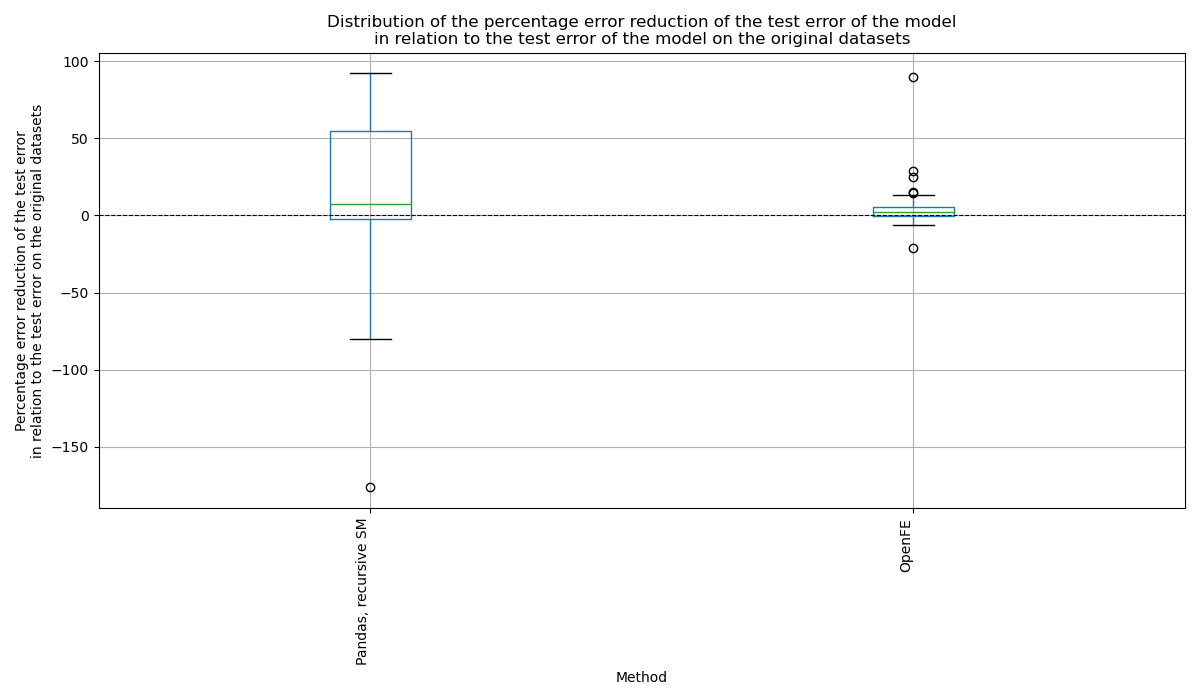 Distribution of the percentage error reduction of the test error of the model
in relation to the test error of the model on the original datasets
Percentage error reduction of the test error
in relation to the test error on the original datasets
100
50
0
−50
−100
−150
Pandas, recursive SM
OpenFE
Method